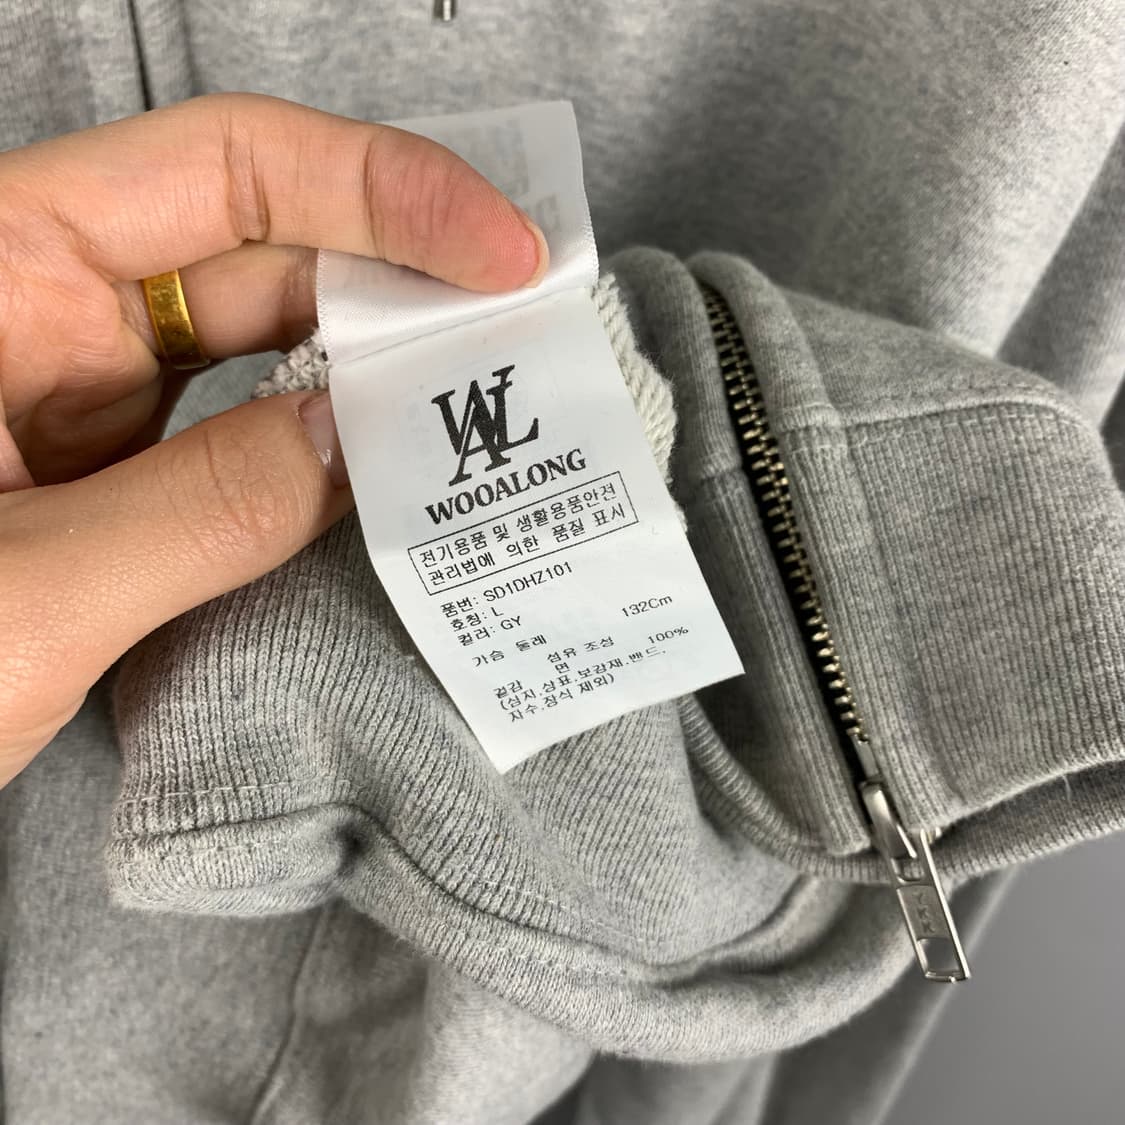 WAL
WOOALONG
전기용품 및 생활용품안전
관리법에 의한 품질 표시
품번: SD1DHZ101
호칭: L
컬러: GY
가슴 둘레 132Cm
섬유 조성
겉감 면 100%
(심지.상표.보강재.밴드.
자수.장식 제외)
YKK